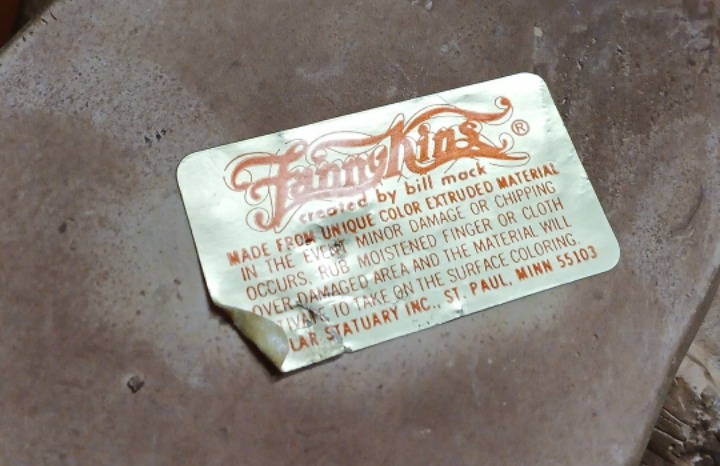 Fannykins ®
created by bill mack
MADE FROM UNIQUE COLOR EXTRUDED MATERIAL
IN THE EVENT MINOR DAMAGE OR CHIPPING
OCCURS, RUB MOISTENED FINGER OR CLOTH
OVER DAMAGED AREA AND THE MATERIAL WILL
TO TAKE ON THE SURFACE COLORING.
STATUARY INC., ST. PAUL, MINN 55103